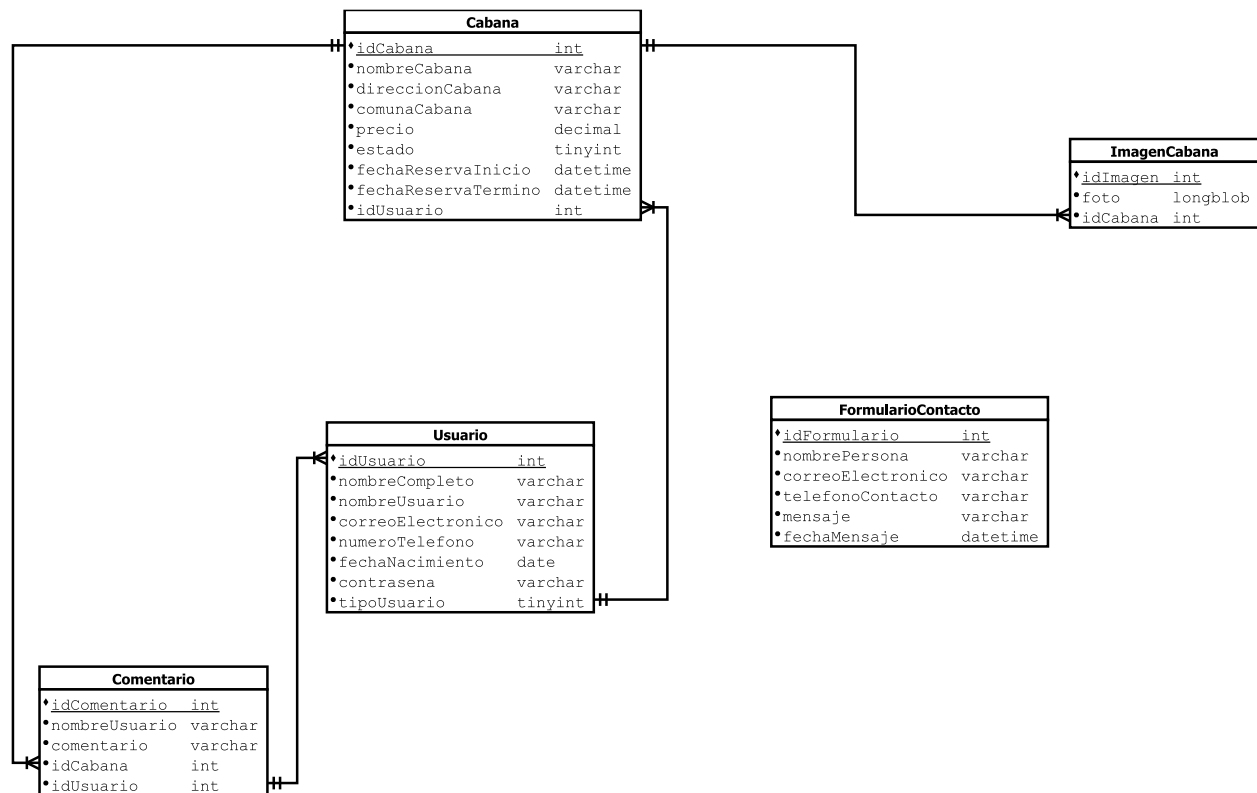 Cabana
idCabana int
nombreCabana varchar
direccionCabana varchar
comunaCabana varchar
precio decimal
estado tinyint
fechaReservaInicio datetime
fechaReservaTermino datetime
idUsuario int
ImagenCabana
idImagen int
foto longblob
idCabana int
Usuario
idUsuario int
nombreCompleto varchar
nombreUsuario varchar
correoElectronico varchar
numeroTelefono varchar
fechaNacimiento date
contrasena varchar
tipoUsuario tinyint
FormularioContacto
idFormulario int
nombrePersona varchar
correoElectronico varchar
telefonoContacto varchar
mensaje varchar
fechaMensaje datetime
Comentario
idComentario int
nombreUsuario varchar
comentario varchar
idCabana int
idUsuario int